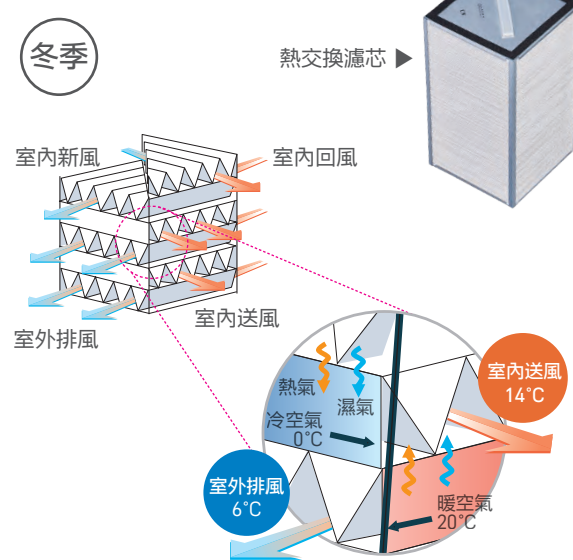 冬季
熱交換濾芯 ▶
室內新風
室內回風
室外排風
室內送風
室內送風
14°C
熱氣
濕氣
冷空氣
0°C
室外排風
6°C
暖空氣
20°C